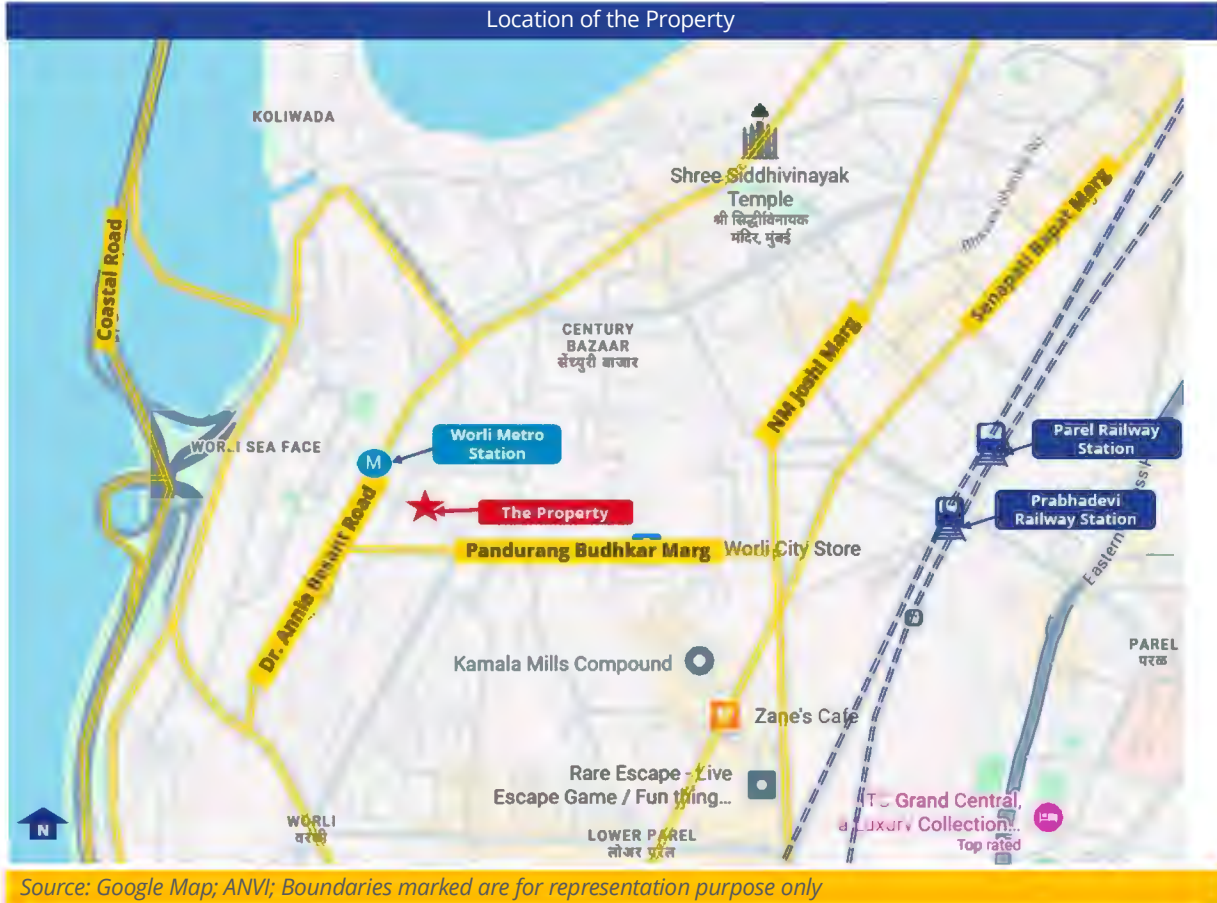 Location of the Property
KOLIWADA
Shree Siddhivinayak
Temple
श्री सिद्धीविनायक
मंदिर, मुंबई
Coastal Road
Senapati Bapat Marg
CENTURY
BAZAAR
सेंच्युरी बाजार
NM Joshi Marg
Worli Metro
Station
M
WORLI SEA FACE
Parel Railway
Station
The Property
Prabhadevi
Railway Station
Dr. Annie Besant Road
Pandurang Budhkar Marg
Worli City Store
Eastern
Kamala Mills Compound
PAREL
परळ
Zane's Cafe
Rare Escape - Live
Escape Game / Fun thing...
Grand Central,
a Luxury Collection...
Top rated
N
WORLI
वरळी
LOWER PAREL
लोअर परेल
Source: Google Map; ANVI; Boundaries marked are for representation purpose only